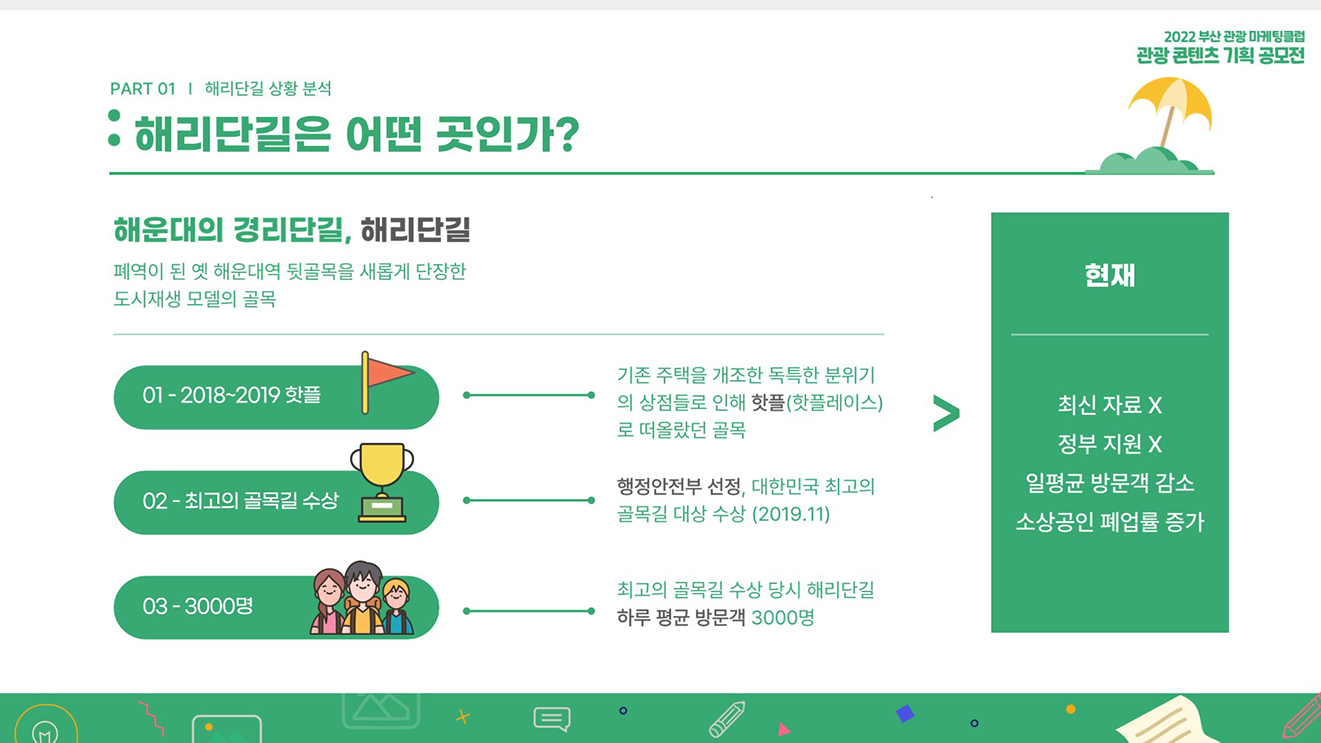 2022 부산 관광 마케팅클럽
관광 콘텐츠 기획 공모전
PART 01 | 해리단길 상황 분석
: 해리단길은 어떤 곳인가?
해운대의 경리단길, 해리단길
폐역이 된 옛 해운대역 뒷골목을 새롭게 단장한
도시재생 모델의 골목
01 - 2018~2019 핫플
기존 주택을 개조한 독특한 분위기
의 상점들로 인해 핫플(핫플레이스)
로 떠올랐던 골목
02 - 최고의 골목길 수상
행정안전부 선정, 대한민국 최고의
골목길 대상 수상 (2019.11)
03 - 3000명
최고의 골목길 수상 당시 해리단길
하루 평균 방문객 3000명
>
현재
최신 자료 X
정부 지원 X
일평균 방문객 감소
소상공인 폐업률 증가